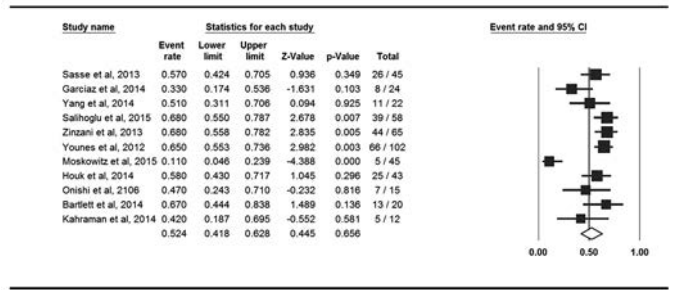 Study name Statistics for each study Event rate and 95% CI
Event Lower Upper
rate limit limit Z-Value p-Value Total
Sasse et al, 2013 0.570 0.424 0.705 0.936 0.349 26 / 45
Garciaz et al, 2014 0.330 0.174 0.536 -1.631 0.103 8 / 24
Yang et al, 2014 0.510 0.311 0.706 0.094 0.925 11 / 22
Salihoglu et al, 2015 0.680 0.550 0.787 2.678 0.007 39 / 58
Zinzani et al, 2013 0.680 0.558 0.782 2.835 0.005 44 / 65
Younes et al, 2012 0.650 0.553 0.736 2.982 0.003 66 / 102
Moskowitz et al, 2015 0.110 0.046 0.239 -4.388 0.000 5 / 45
Houk et al, 2014 0.580 0.430 0.717 1.045 0.296 25 / 43
Onishi et al, 2106 0.470 0.243 0.710 -0.232 0.816 7 / 15
Bartlett et al, 2014 0.670 0.444 0.838 1.489 0.136 13 / 20
Kahraman et al, 2014 0.420 0.187 0.695 -0.552 0.581 5 / 12
0.524 0.418 0.628 0.445 0.656
0.00 0.50 1.00